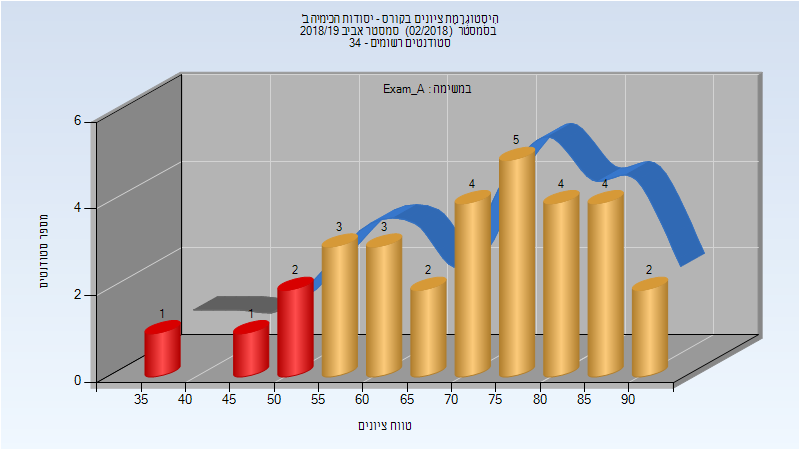 היסטוגרמת ציונים בקורס - יסודות הכימיה ב'
בסמסטר (02/2018) סמסטר אביב 2018/19
סטודנטים רשומים - 34
במשימה : Exam_A
מספר סטודנטים
6
4
2
0
1
1
2
3
3
2
4
5
4
4
2
35 40 45 50 55 60 65 70 75 80 85 90
טווח ציונים